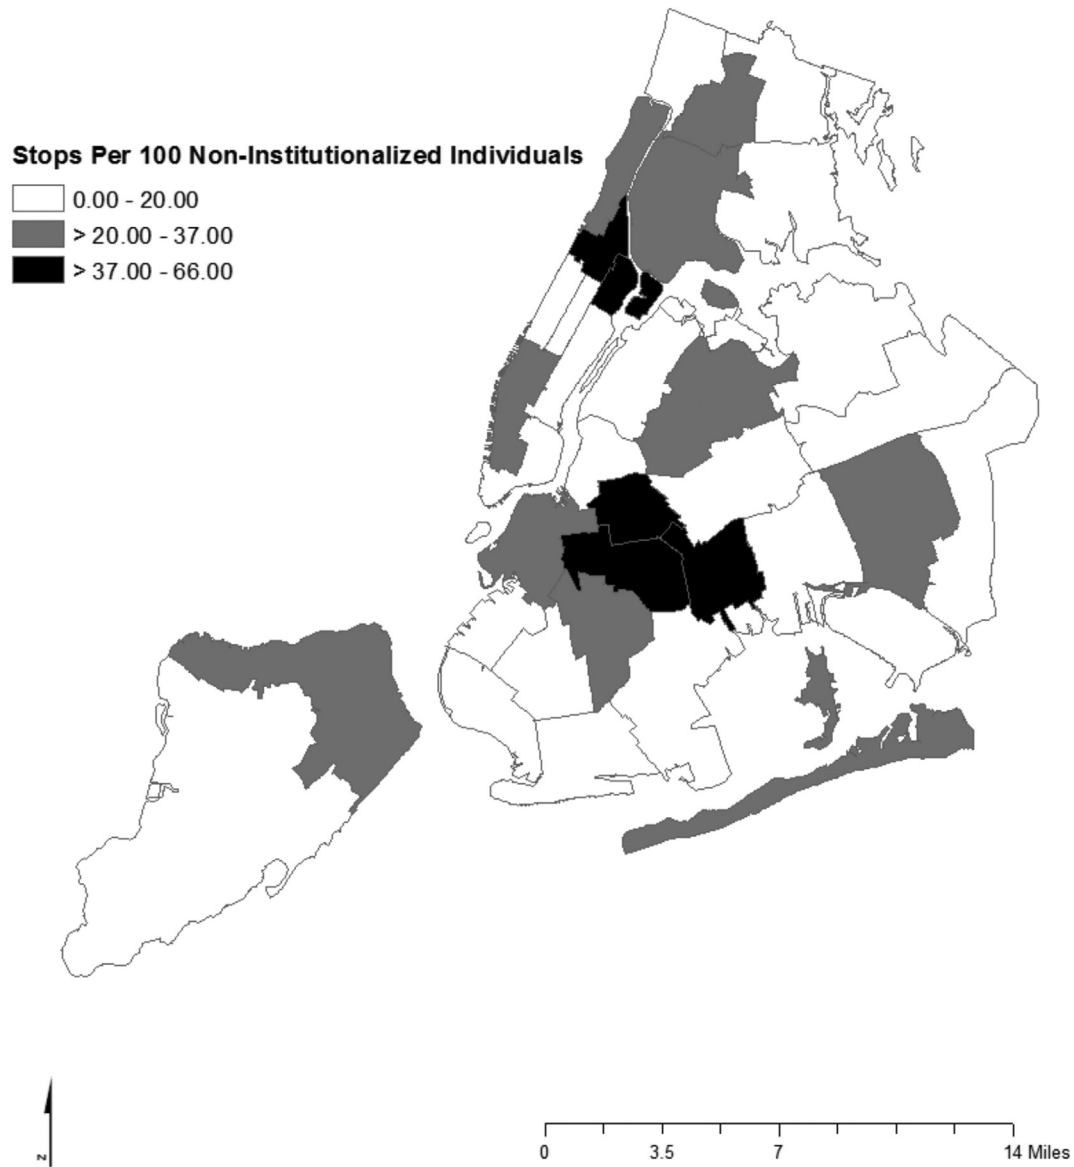 Stops Per 100 Non-Institutionalized Individuals
0.00 - 20.00
> 20.00 - 37.00
> 37.00 - 66.00
N
0 3.5 7 14 Miles